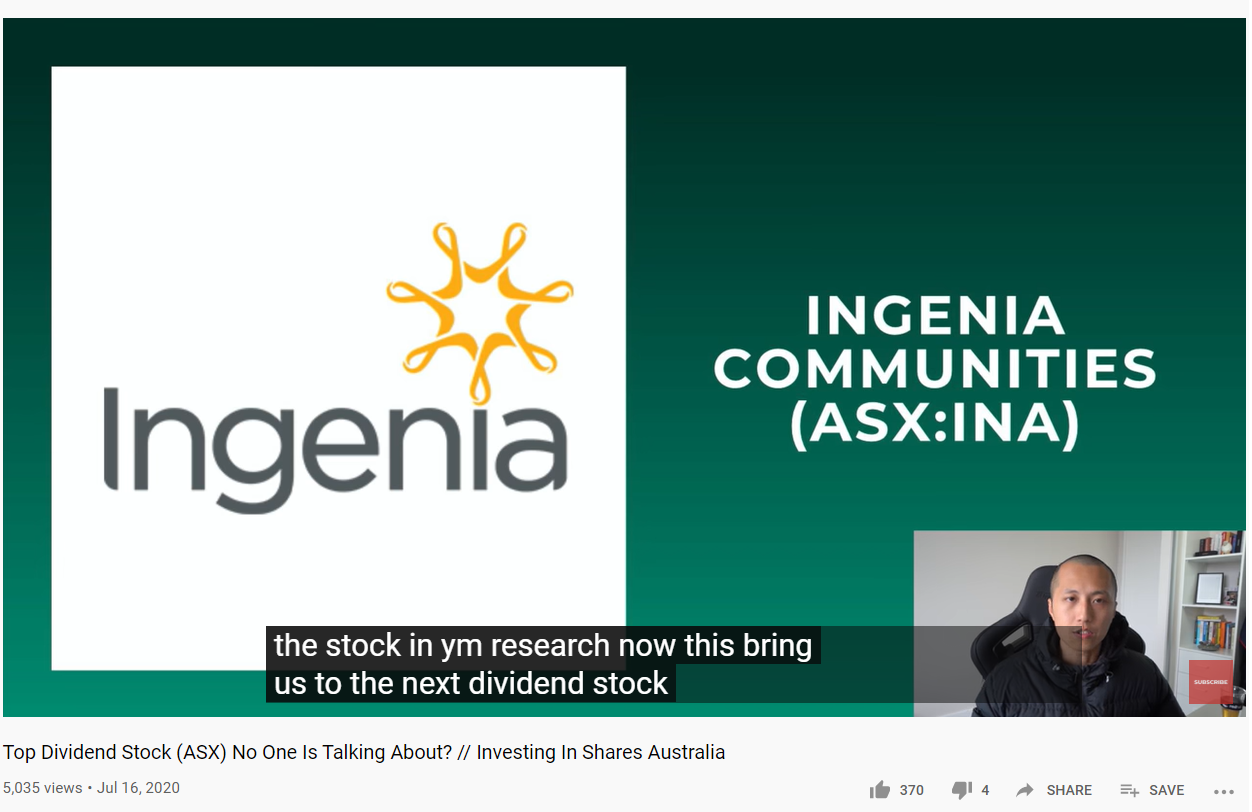 Ingenia
INGENIA
COMMUNITIES
(ASX:INA)
the stock in ym research now this bring
us to the next dividend stock
SUBSCRIBE
Top Dividend Stock (ASX) No One Is Talking About? // Investing In Shares Australia
5,035 views • Jul 16, 2020
370
4
SHARE
SAVE